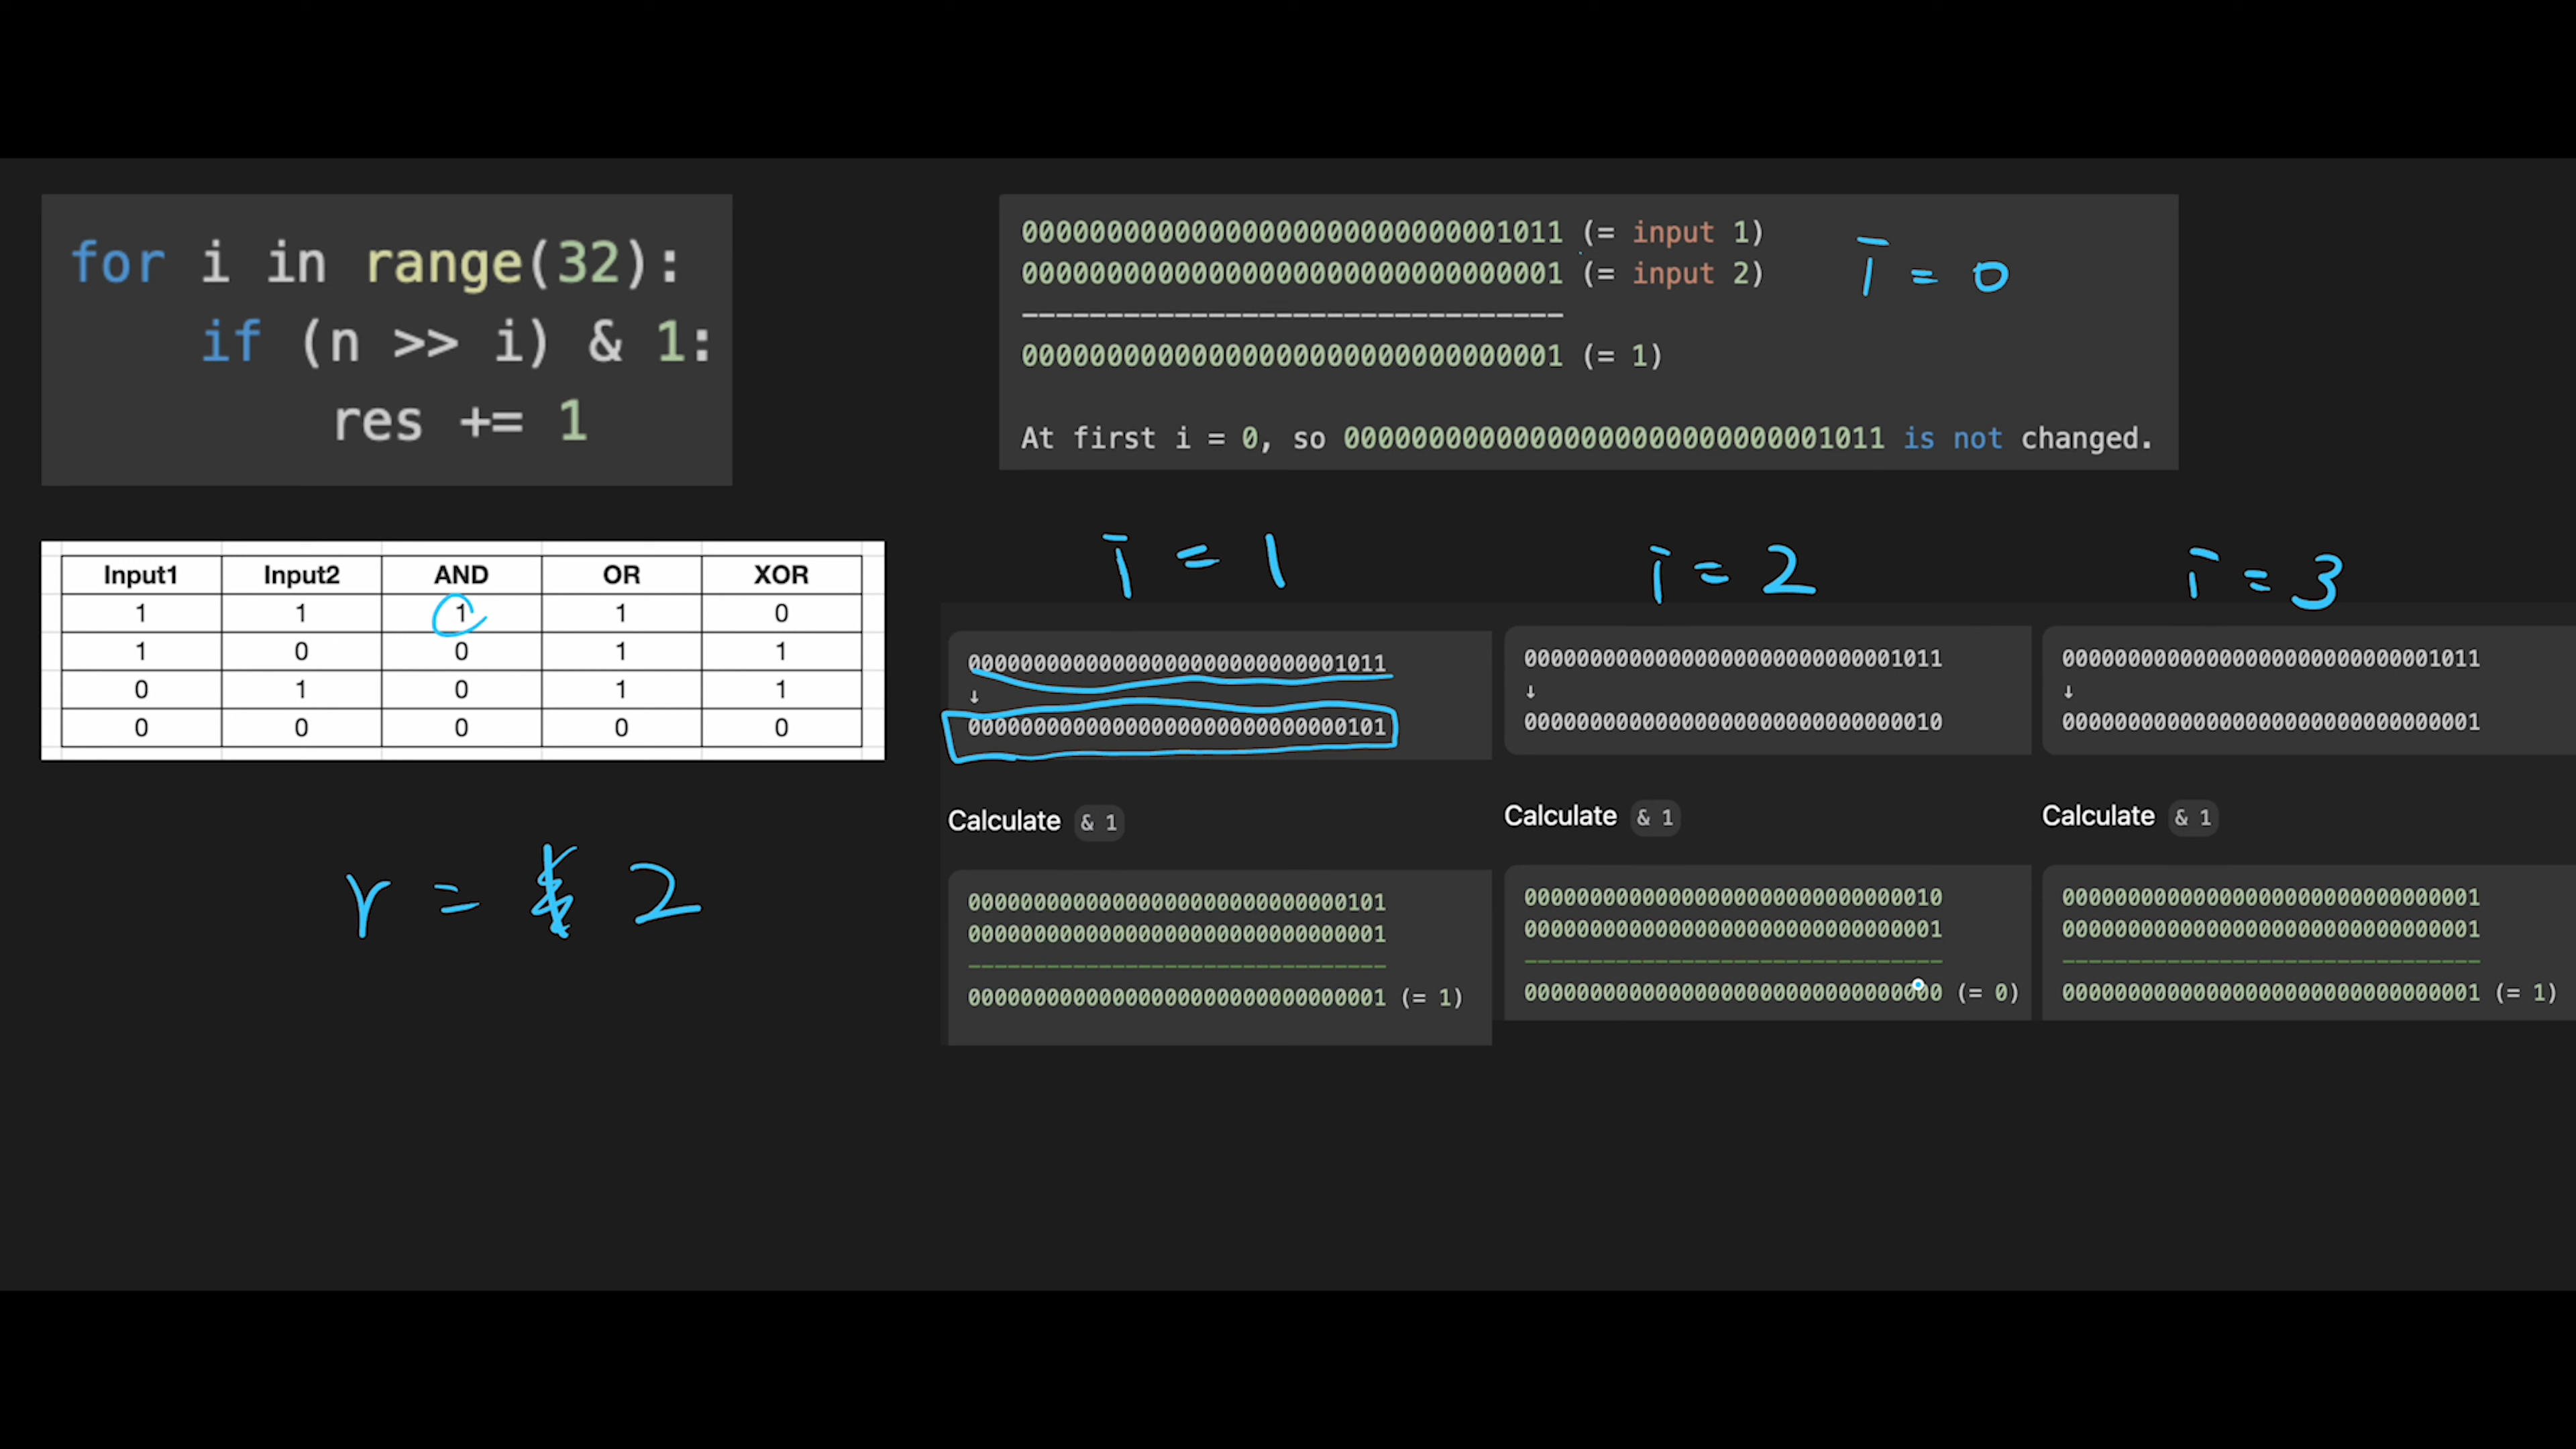 for i in range(32):
if (n >> i) & 1:
res += 1
00000000000000000000000000001011 (= input 1)
00000000000000000000000000000001 (= input 2)
--------------------------------
00000000000000000000000000000001 (= 1)
At first i = 0, so 00000000000000000000000000001011 is not changed.
i = 0
Input1 Input2 AND OR XOR
1 1 1 1 0
1 0 0 1 1
0 1 0 1 1
0 0 0 0 0
r = 2
i = 1
00000000000000000000000000001011
↓
00000000000000000000000000000101
Calculate & 1
00000000000000000000000000000101
00000000000000000000000000000001
--------------------------------
00000000000000000000000000000001 (= 1)
i = 2
00000000000000000000000000001011
↓
00000000000000000000000000000010
Calculate & 1
00000000000000000000000000000010
00000000000000000000000000000001
--------------------------------
00000000000000000000000000000000 (= 0)
i = 3
00000000000000000000000000001011
↓
00000000000000000000000000000001
Calculate & 1
00000000000000000000000000000001
00000000000000000000000000000001
--------------------------------
00000000000000000000000000000001 (= 1)